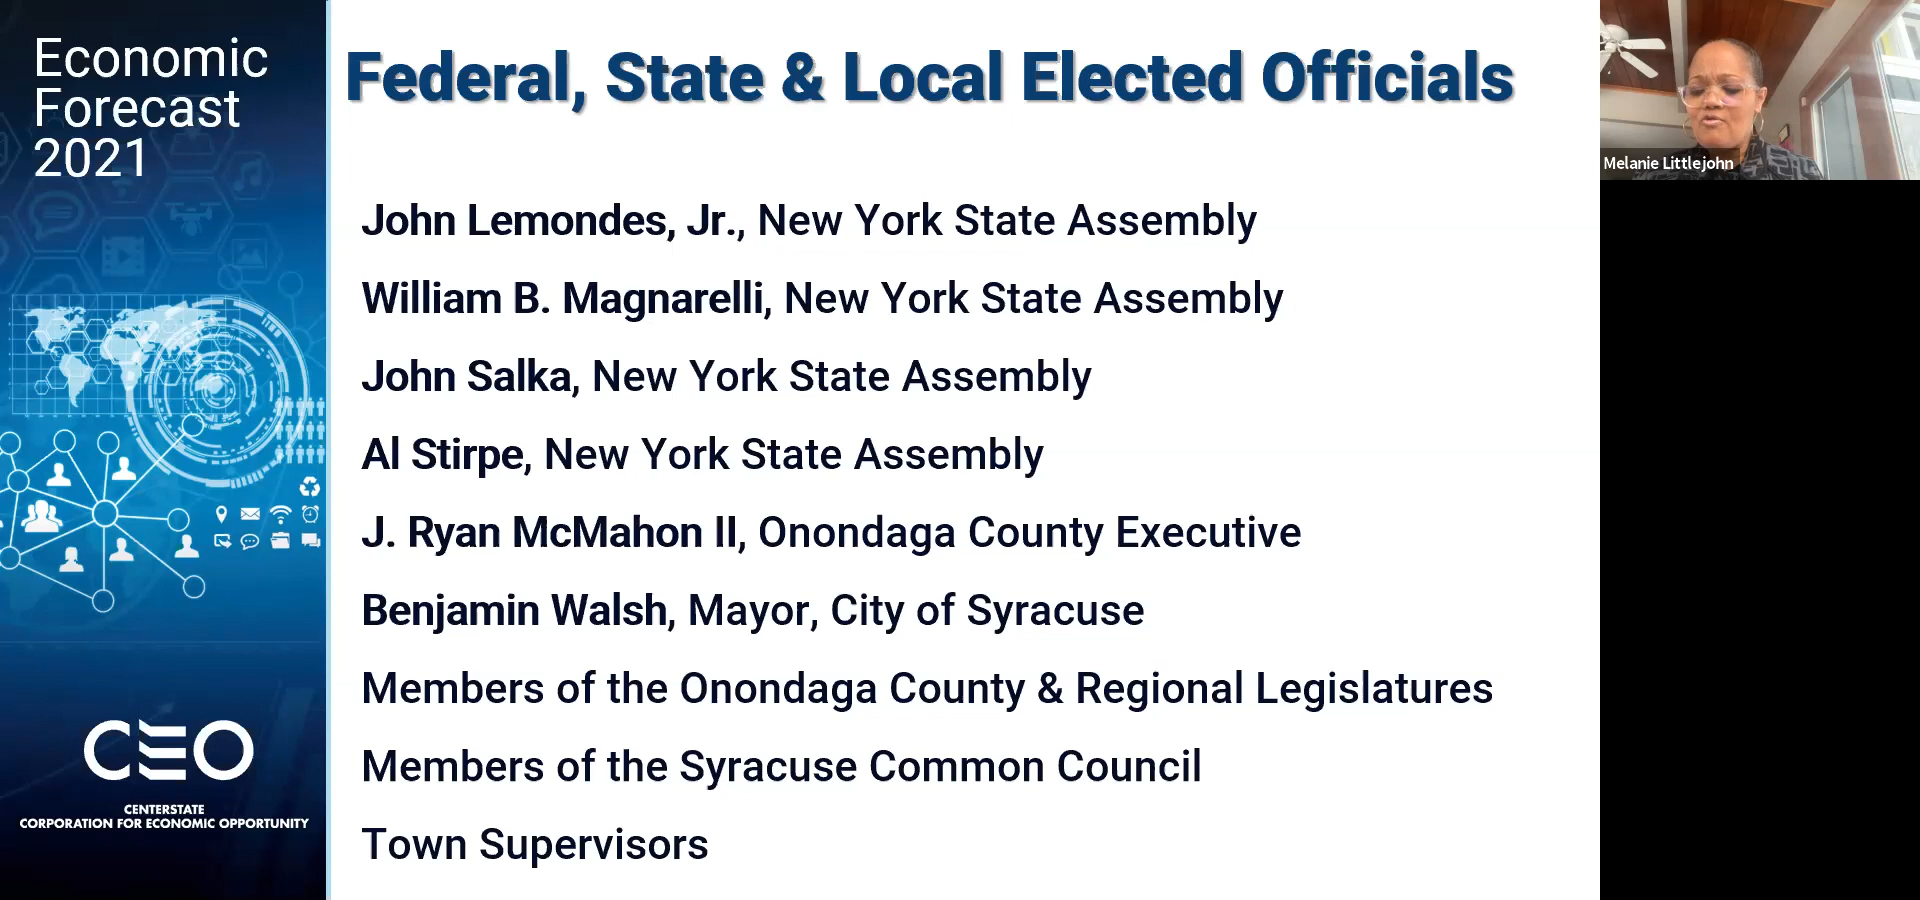 Economic
Forecast
2021
Federal, State & Local Elected Officials
John Lemondes, Jr., New York State Assembly
William B. Magnarelli, New York State Assembly
John Salka, New York State Assembly
Al Stirpe, New York State Assembly
J. Ryan McMahon II, Onondaga County Executive
Benjamin Walsh, Mayor, City of Syracuse
Members of the Onondaga County & Regional Legislatures
Members of the Syracuse Common Council
Town Supervisors
CEO
CENTERSTATE
CORPORATION FOR ECONOMIC OPPORTUNITY
Melanie Littlejohn